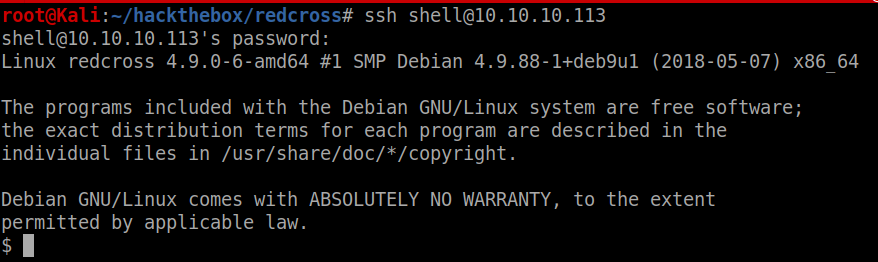 root@Kali:~/hackthebox/redcross# ssh shell@10.10.10.113
shell@10.10.10.113's password:
Linux redcross 4.9.0-6-amd64 #1 SMP Debian 4.9.88-1+deb9u1 (2018-05-07) x86_64
The programs included with the Debian GNU/Linux system are free software;
the exact distribution terms for each program are described in the
individual files in /usr/share/doc/*/copyright.
Debian GNU/Linux comes with ABSOLUTELY NO WARRANTY, to the extent
permitted by applicable law.
$